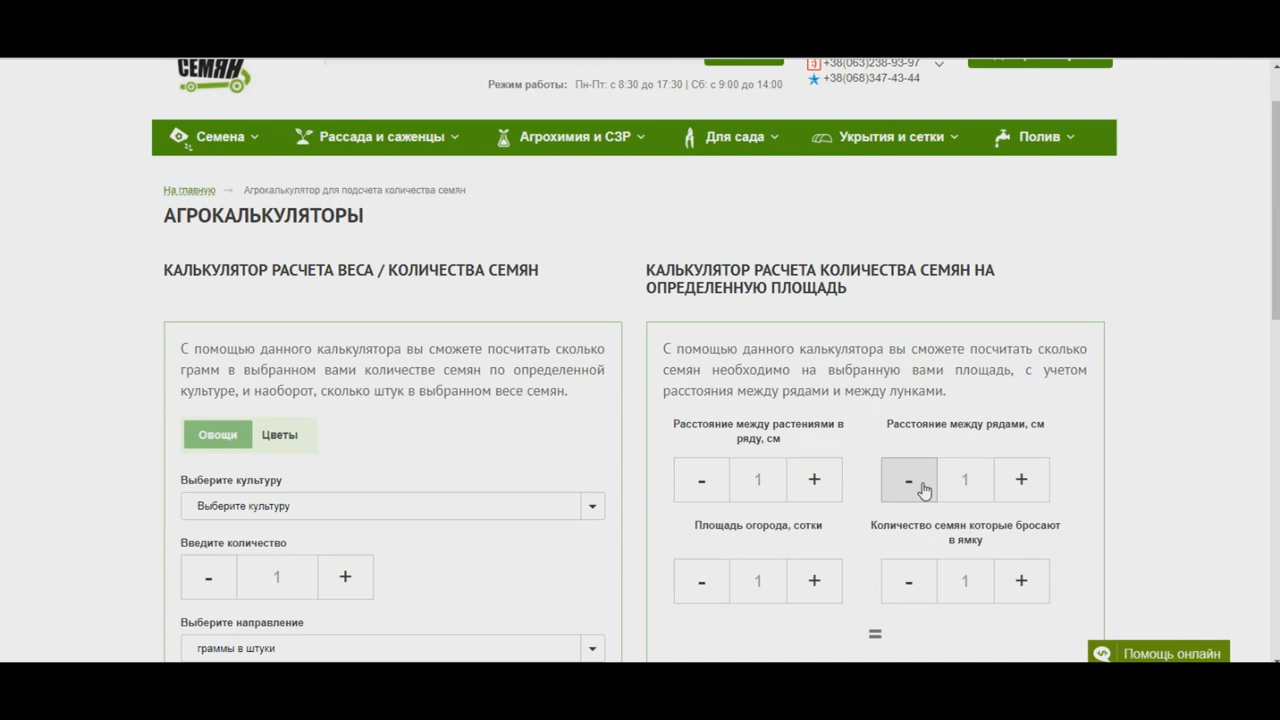 СЕМЯН
+38(063)238-93-97
+38(068)347-43-44
Режим работы: Пн-Пт: с 8:30 до 17:30 | Сб: с 9:00 до 14:00
Семена
Рассада и саженцы
Агрохимия и СЗР
Для сада
Укрытия и сетки
Полив
На главную → Агрокалькулятор для подсчета количества семян
АГРОКАЛЬКУЛЯТОРЫ
КАЛЬКУЛЯТОР РАСЧЕТА ВЕСА / КОЛИЧЕСТВА СЕМЯН
С помощью данного калькулятора вы сможете посчитать сколько
грамм в выбранном вами количестве семян по определенной
культуре, и наоборот, сколько штук в выбранном весе семян.
Овощи
Цветы
Выберите культуру
Выберите культуру
Введите количество
- 1 +
Выберите направление
граммы в штуки
КАЛЬКУЛЯТОР РАСЧЕТА КОЛИЧЕСТВА СЕМЯН НА
ОПРЕДЕЛЕННУЮ ПЛОЩАДЬ
С помощью данного калькулятора вы сможете посчитать сколько
семян необходимо на выбранную вами площадь, с учетом
расстояния между рядами и между лунками.
Расстояние между растениями в
ряду, см
- 1 +
Расстояние между рядами, см
- 1 +
Площадь огорода, сотки
- 1 +
Количество семян которые бросают
в ямку
- 1 +
=
Помощь онлайн